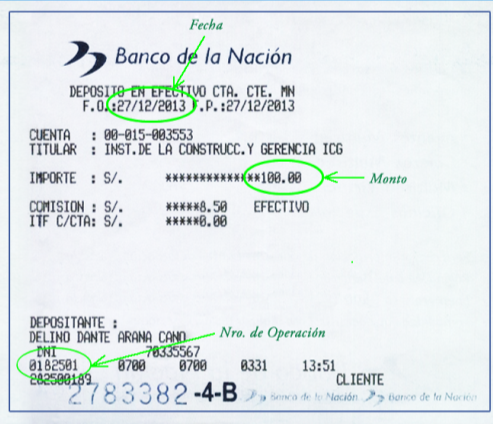 Fecha
Banco de la Nación
DEPOSITO EN EFECTIVO CTA. CTE. MN
F.O.:27/12/2013 F.P.:27/12/2013
CUENTA : 00-015-003553
TITULAR : INST.DE LA CONSTRUCC.Y GERENCIA ICG
IMPORTE : S/. **************100.00 Monto
COMISION : S/. *****8.50 EFECTIVO
ITF C/CTA: S/. *****0.00
DEPOSITANTE :
DELINO DANTE ARANA CANO Nro. de Operación
DNI 70335567
0182501 0700 0700 0331 13:51
282500189 CLIENTE
2783382 -4-B Banco de la Nación Banco de la Nación